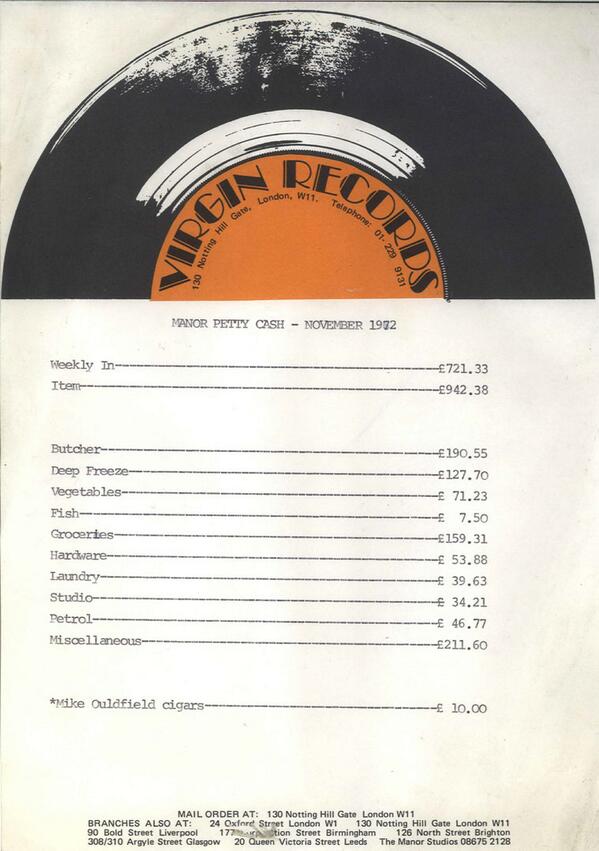 VIRGIN RECORDS
130 Notting Hill Gate, London, W11. Telephone: 01-229 9131
MANOR PETTY CASH - NOVEMBER 1972
Weekly In---£721.33
Item---£942.38
Butcher---£190.55
Deep Freeze---£127.70
Vegetables---£ 71.23
Fish---£ 7.50
Groceries---£159.31
Hardware---£ 53.88
Laundry---£ 39.63
Studio---£ 34.21
Petrol---£ 46.77
Miscellaneous---£211.60
*Mike Ouldfield cigars---£ 10.00
MAIL ORDER AT: 130 Notting Hill Gate London W11
BRANCHES ALSO AT: 24 Oxford Street London W1 130 Notting Hill Gate London W11
90 Bold Street Liverpool Street Birmingham 126 North Street Brighton
308/310 Argyle Street Glasgow 20 Queen Victoria Street Leeds The Manor Studios 08675 2128